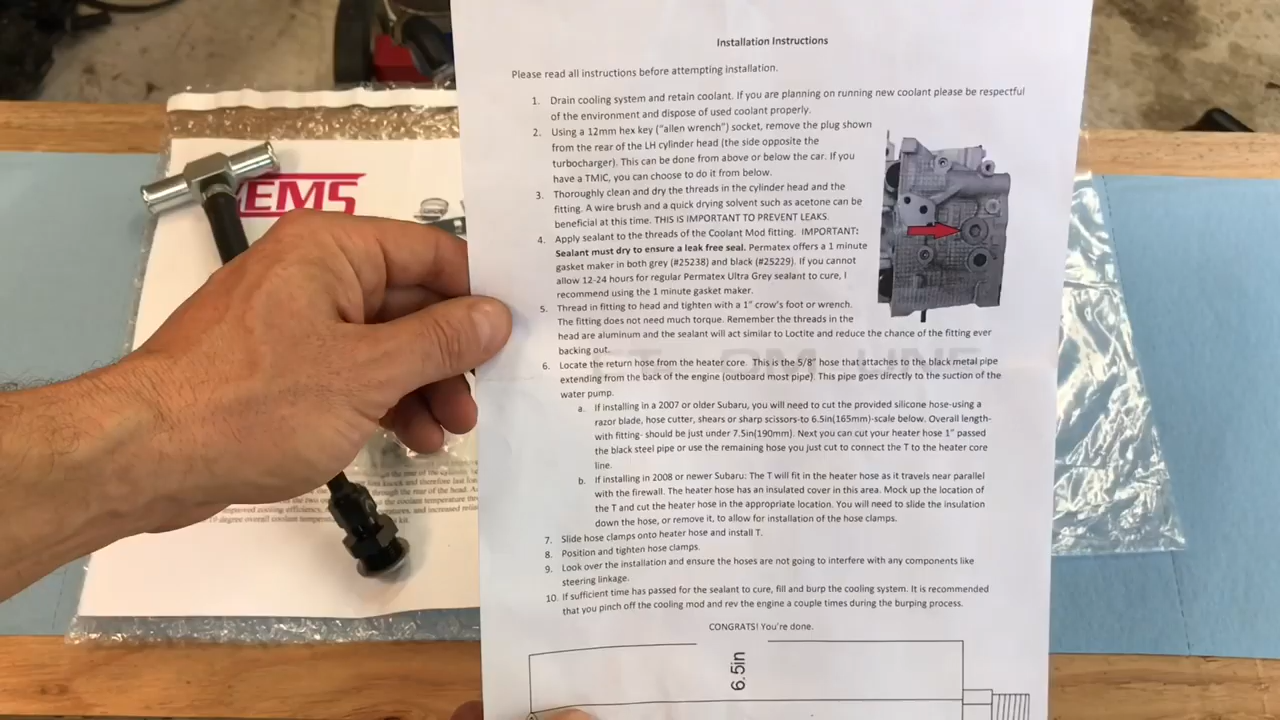 Installation Instructions
Please read all instructions before attempting installation.
1. Drain cooling system and retain coolant. If you are planning on running new coolant please be respectful
of the environment and dispose of used coolant properly.
2. Using a 12mm hex key ("allen wrench") socket, remove the plug shown
from the rear of the LH cylinder head (the side opposite the
turbocharger). This can be done from above or below the car. If you
have a TMIC, you can choose to do it from below.
3. Thoroughly clean and dry the threads in the cylinder head and the
fitting. A wire brush and a quick drying solvent such as acetone can be
beneficial at this time. THIS IS IMPORTANT TO PREVENT LEAKS.
4. Apply sealant to the threads of the Coolant Mod fitting. IMPORTANT:
Sealant must dry to ensure a leak free seal. Permatex offers a 1 minute
gasket maker in both grey (#25238) and black (#25229). If you cannot
allow 12-24 hours for regular Permatex Ultra Grey sealant to cure, I
recommend using the 1 minute gasket maker.
5. Thread in fitting to head and tighten with a 1" crow's foot or wrench.
The fitting does not need much torque. Remember the threads in the
head are aluminum and the sealant will act similar to Loctite and reduce the chance of the fitting ever
backing out.
6. Locate the return hose from the heater core. This is the 5/8" hose that attaches to the black metal pipe
extending from the back of the engine (outboard most pipe). This pipe goes directly to the suction of the
water pump.
a. If installing in a 2007 or older Subaru, you will need to cut the provided silicone hose-using a
razor blade, hose cutter, shears or sharp scissors-to 6.5in(165mm)-scale below. Overall length-
with fitting- should be just under 7.5in(190mm). Next you can cut your heater hose 1" passed
the black steel pipe or use the remaining hose you just cut to connect the T to the heater core
line.
b. If installing in 2008 or newer Subaru: The T will fit in the heater hose as it travels near parallel
with the firewall. The heater hose has an insulated cover in this area. Mock up the location of
the T and cut the heater hose in the appropriate location. You will need to slide the insulation
down the hose, or remove it, to allow for installation of the hose clamps.
7. Slide hose clamps onto heater hose and install T.
8. Position and tighten hose clamps.
9. Look over the installation and ensure the hoses are not going to interfere with any components like
steering linkage.
10. If sufficient time has passed for the sealant to cure, fill and burp the cooling system. It is recommended
that you pinch off the cooling mod and rev the engine a couple times during the burping process.
CONGRATS! You're done.
6.5in
EMS